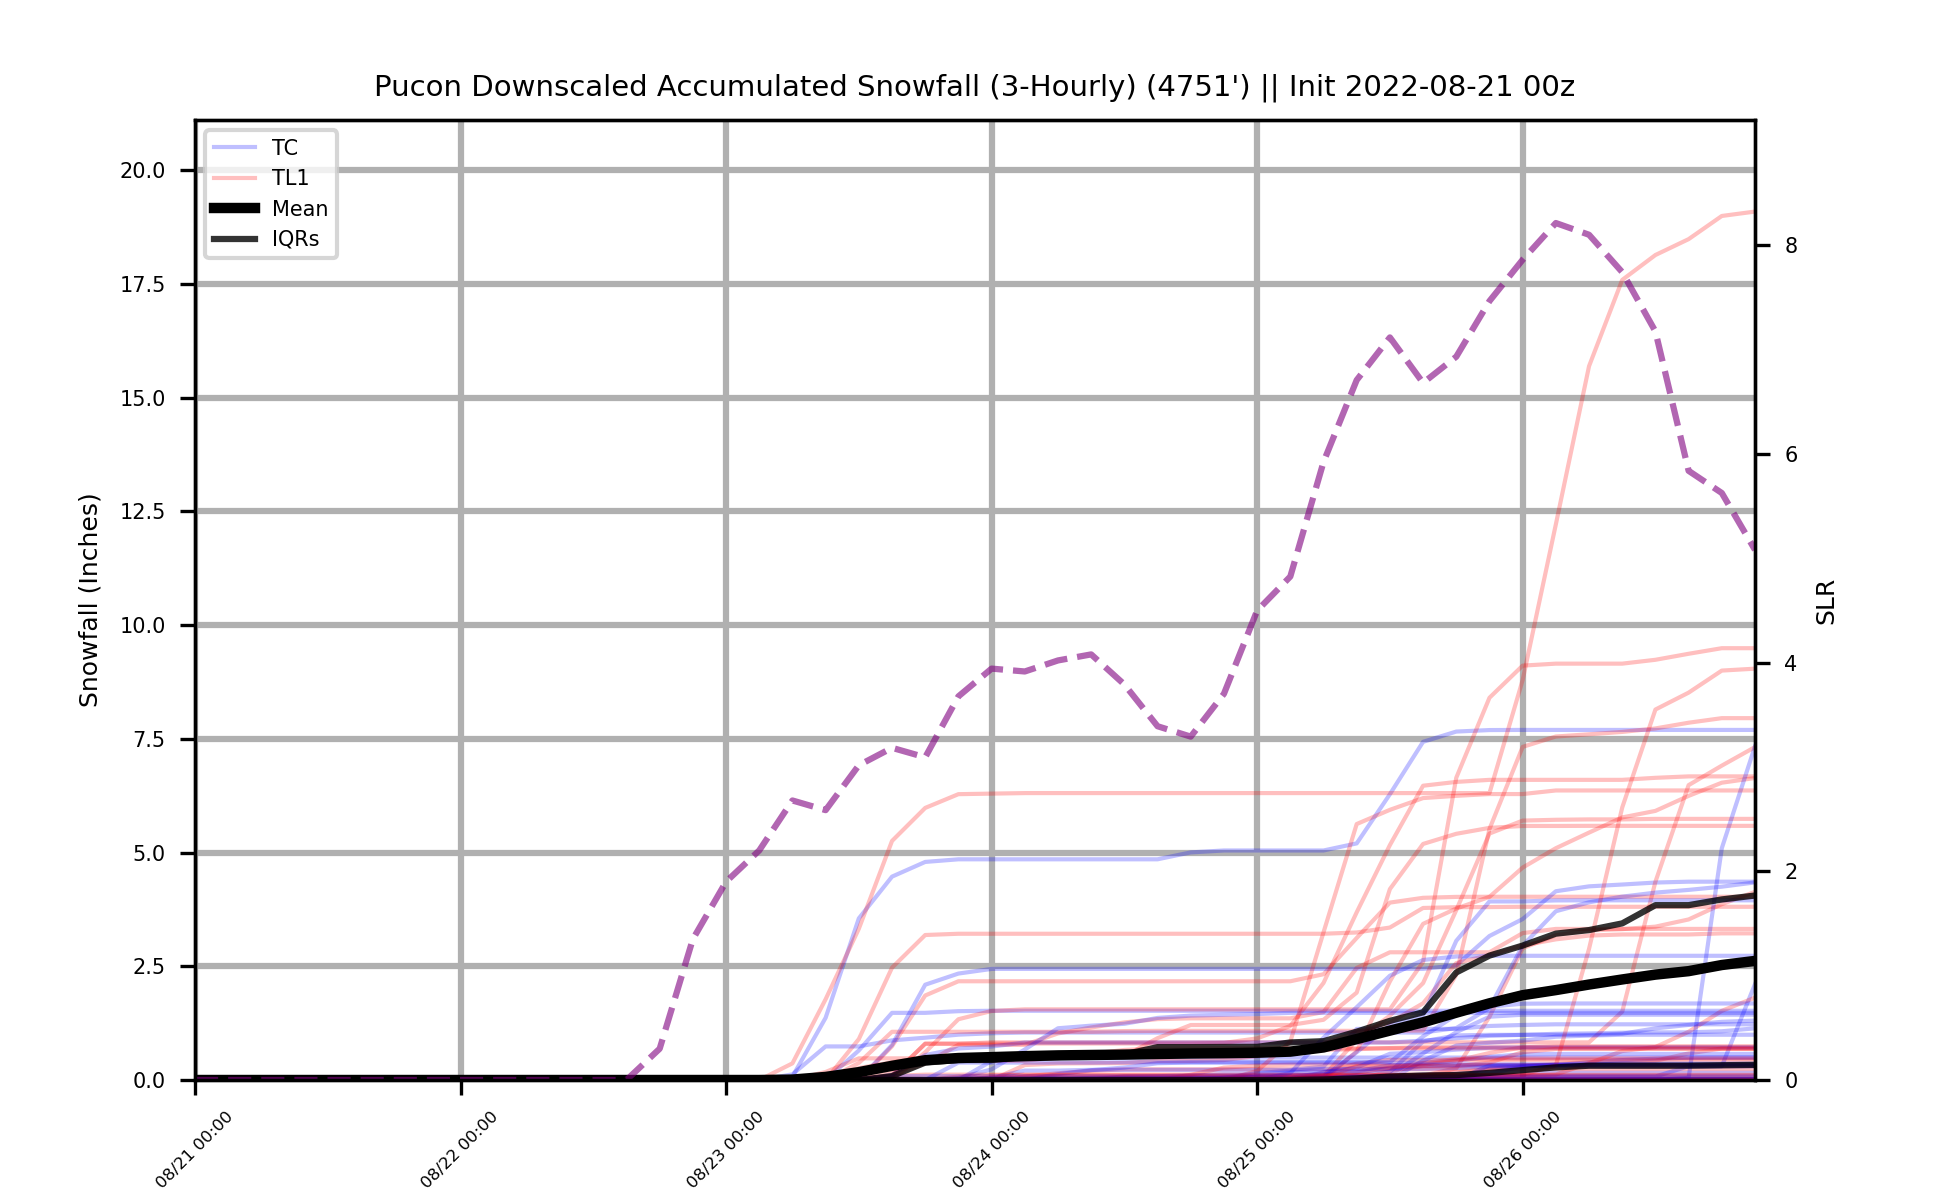 Pucon Downscaled Accumulated Snowfall (3-Hourly) (4751') || Init 2022-08-21 00z
TC
TL1
Mean
IQRs
Snowfall (Inches)
20.0
17.5
15.0
12.5
10.0
7.5
5.0
2.5
0.0
8
6
4
2
0
SLR
08/21 00:00
08/22 00:00
08/23 00:00
08/24 00:00
08/25 00:00
08/26 00:00